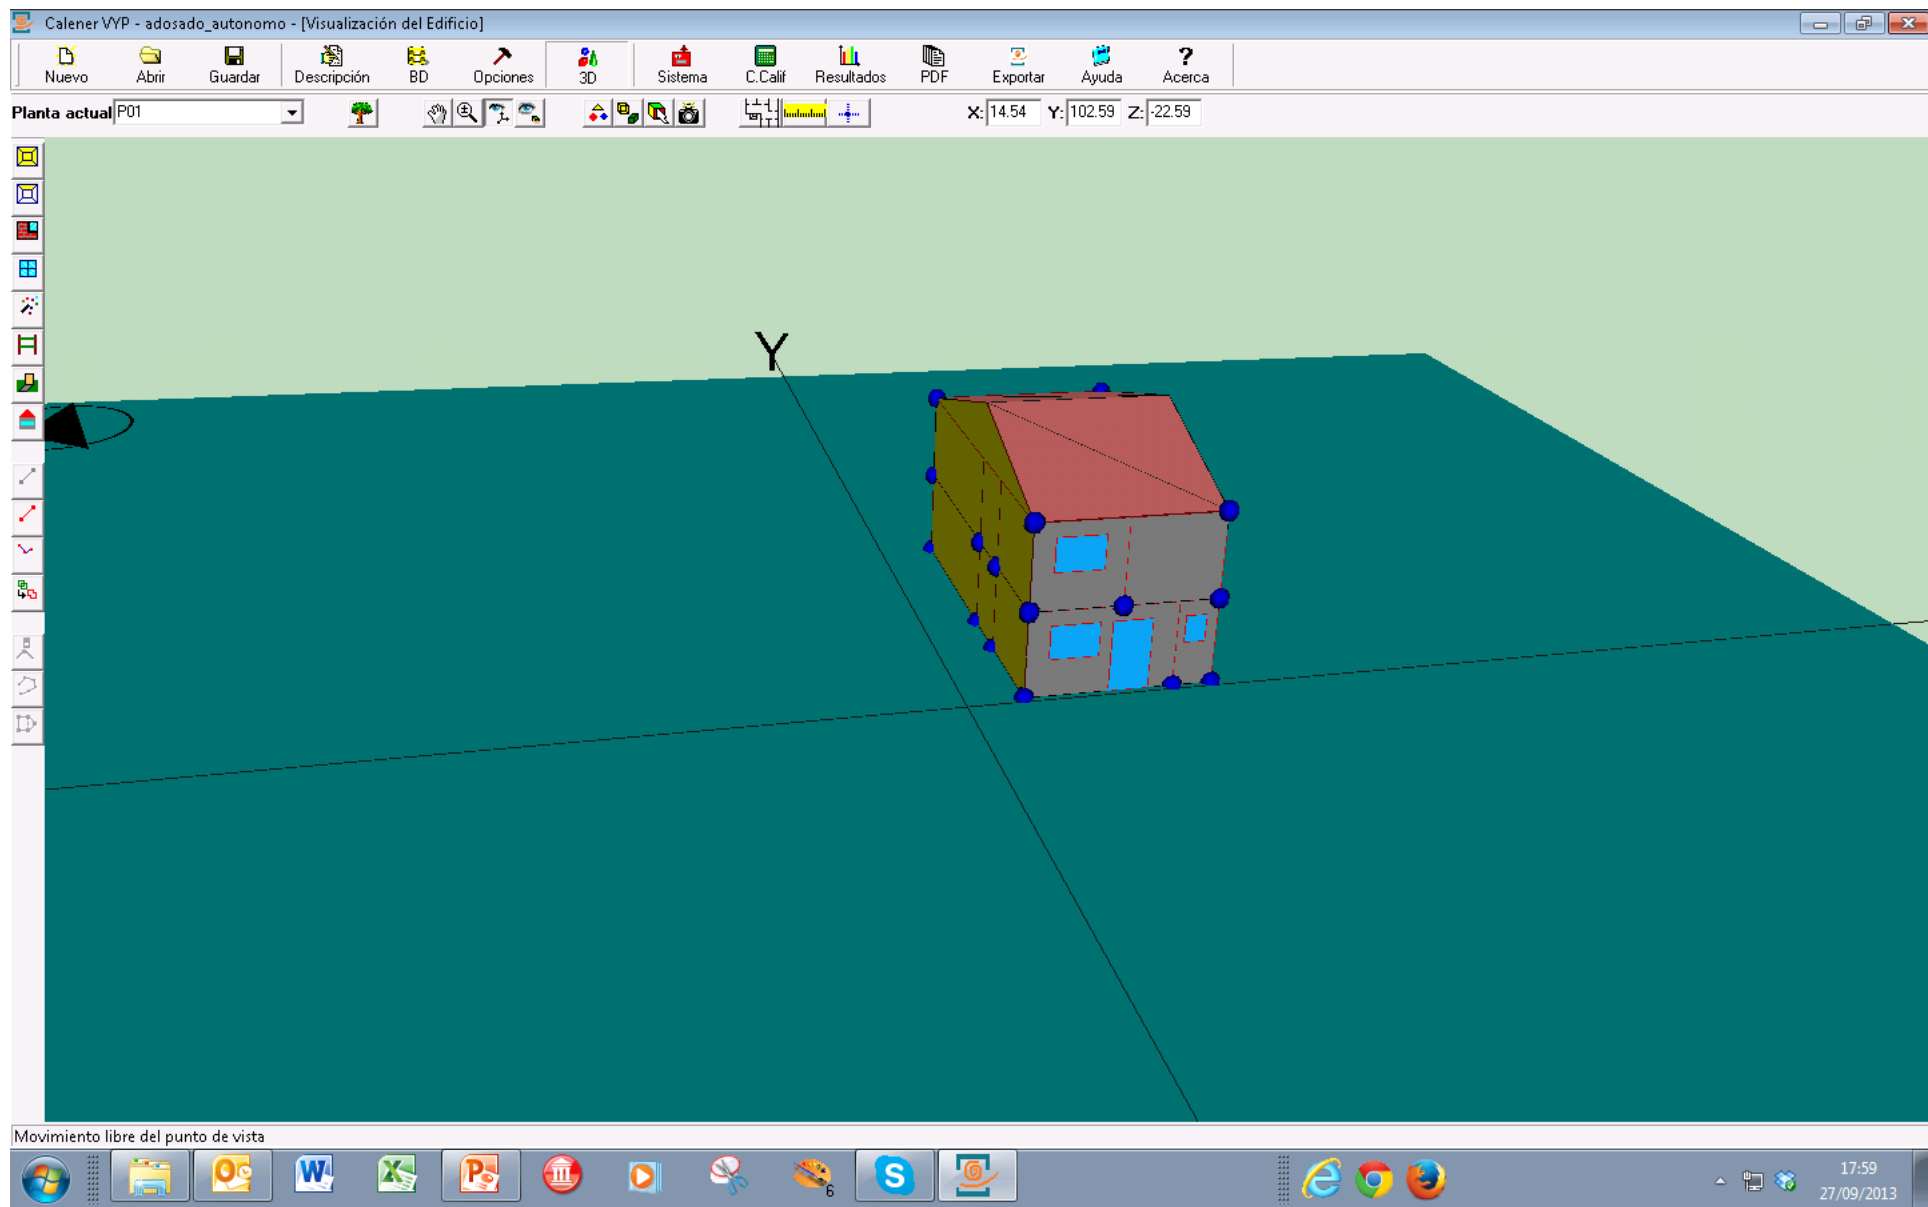 Calener VYP - adosado_autonomo - [Visualización del Edificio]
Nuevo Abrir Guardar Descripción BD Opciones 3D Sistema C.Calif Resultados PDF Exportar Ayuda Acerca
Planta actual P01 X: 14.54 Y: 102.59 Z: -22.59
Y
Movimiento libre del punto de vista
6
17:59
27/09/2013